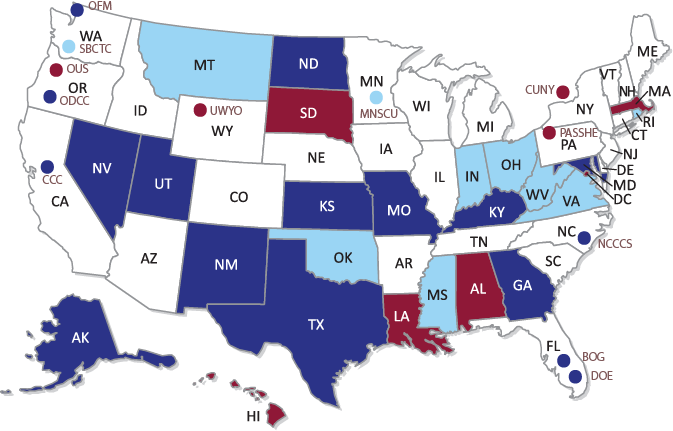 OFM
WA
SBCTC
OUS
OR
ODCC
MT
ID
ND
MN
MNSCU
SD
UWYO
WY
WI
MI
CUNY
NY
VT
NH
ME
MA
RI
CT
PASSHE
PA
NJ
DE
MD
DC
CCC
CA
NV
UT
CO
NE
IA
IL
IN
OH
WV
VA
KS
MO
KY
NC
NCCCS
TN
SC
AZ
NM
OK
AR
MS
AL
GA
TX
LA
FL
BOG
DOE
AK
HI